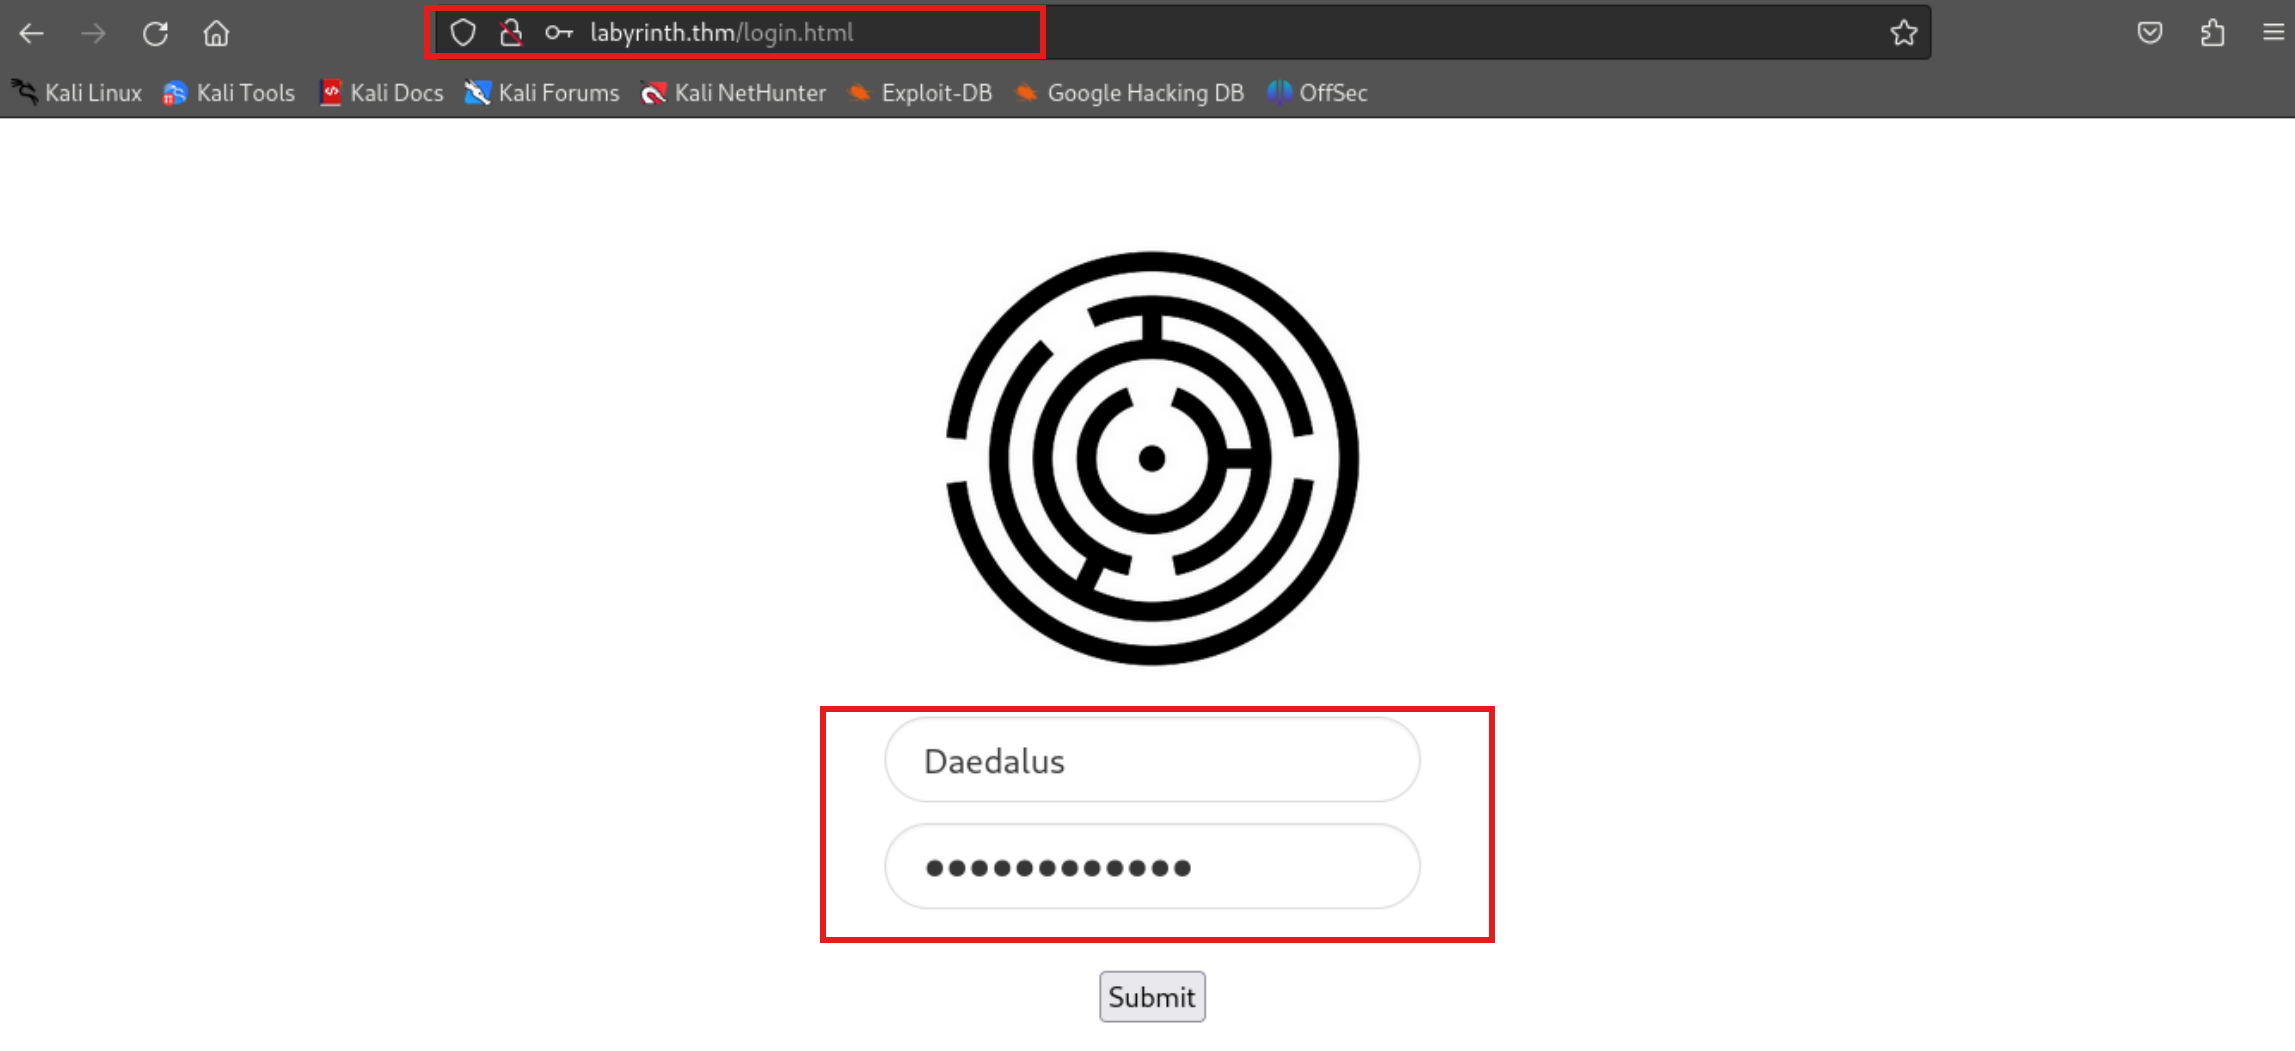 labyrinth.thm/login.html
Kali Linux Kali Tools Kali Docs Kali Forums Kali NetHunter Exploit-DB Google Hacking DB OffSec
Daedalus
●●●●●●●●●●●●
Submit